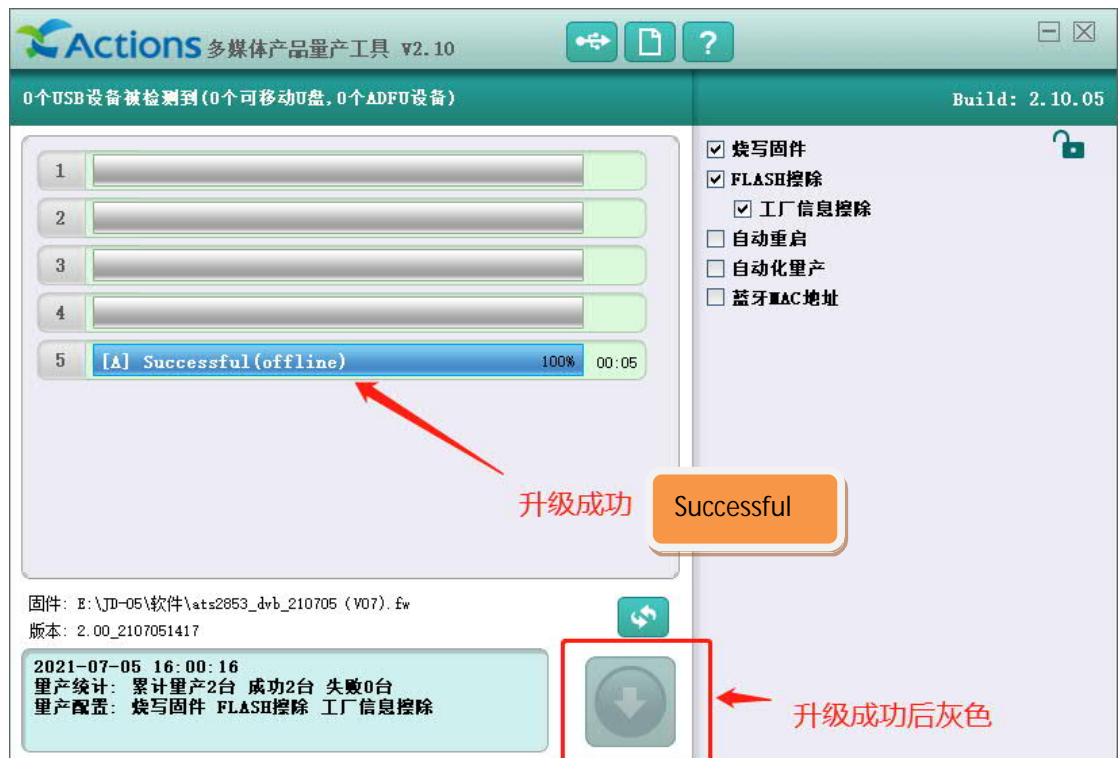 Actions 多媒体产品量产工具 V2.10
?
0个USB设备被检测到(0个可移动U盘,0个ADFU设备)
Build: 2.10.05
1
2
3
4
5 [A] Successful(offline) 100% 00:05
烧写固件
FLASH擦除
工厂信息擦除
自动重启
自动化量产
蓝牙MAC地址
升级成功
Successful
固件: E:\JD-05\软件\ats2853_dvb_210705 (V07).fw
版本: 2.00_2107051417
2021-07-05 16:00:16
量产统计: 累计量产2台 成功2台 失败0台
量产配置: 烧写固件 FLASH擦除 工厂信息擦除
升级成功后灰色